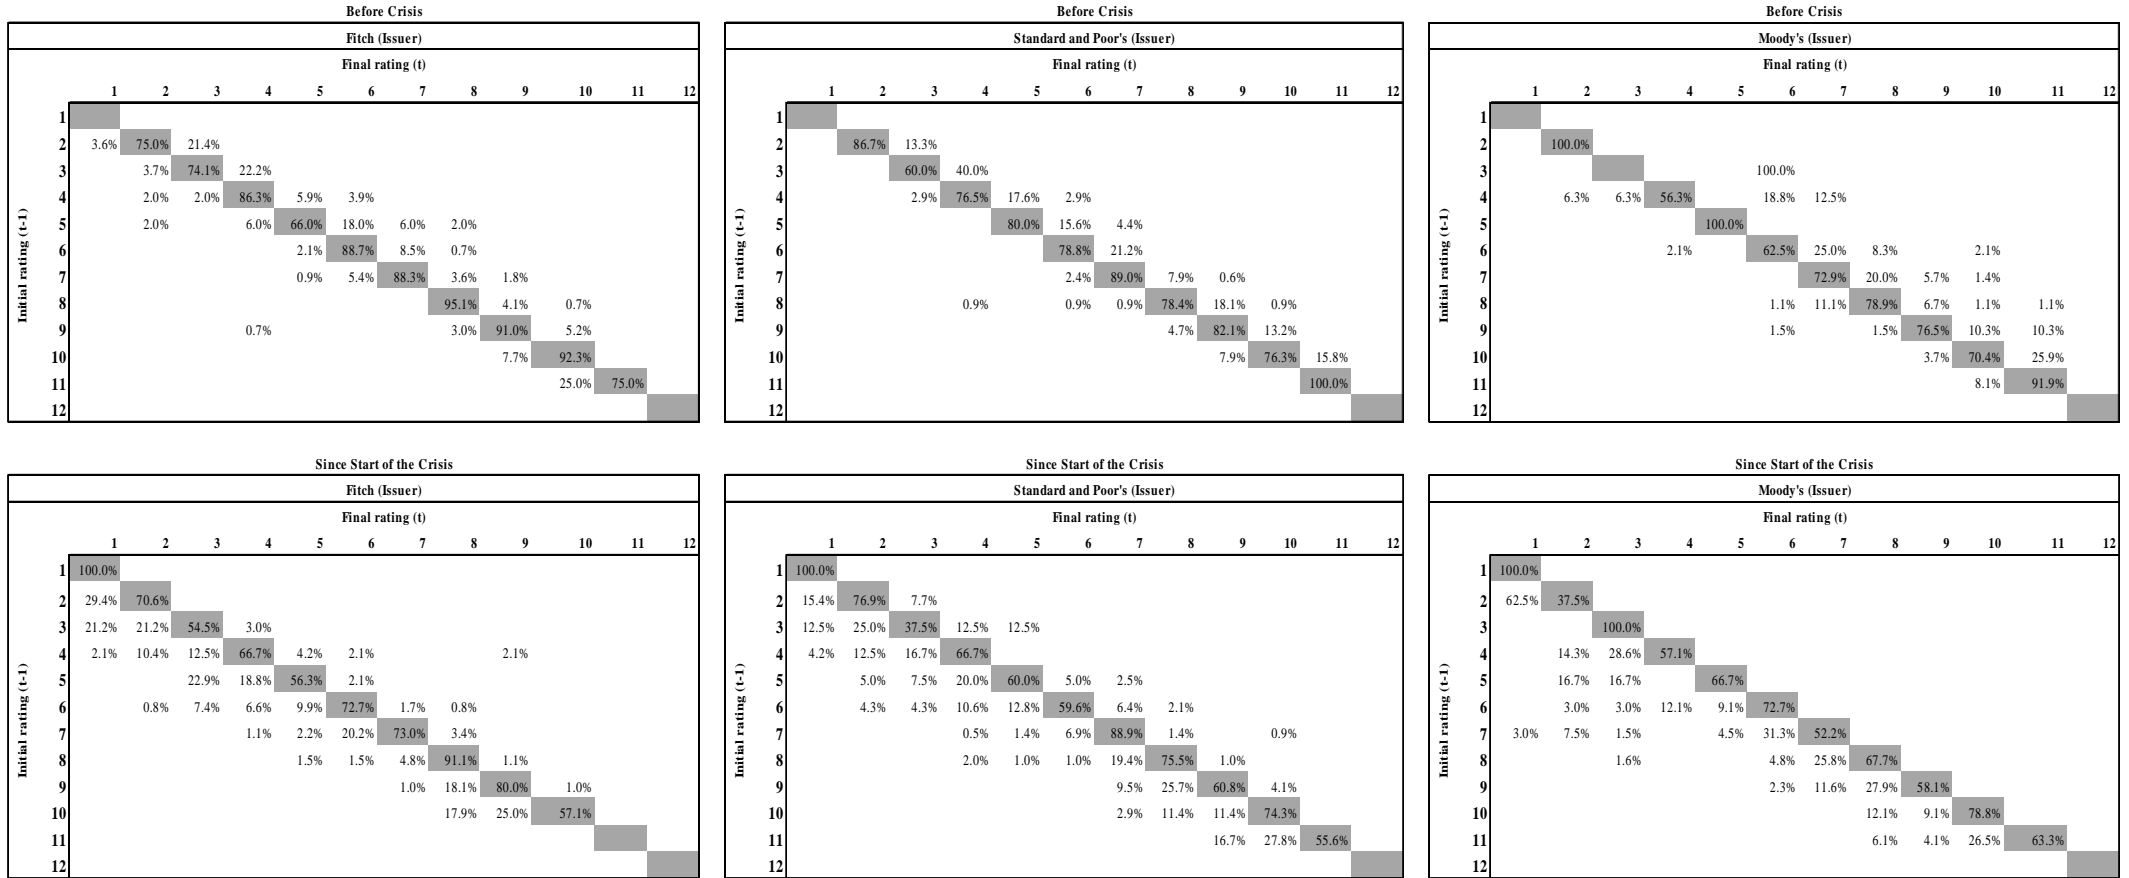 Before Crisis
Fitch (Issuer)
Final rating (t)
1 2 3 4 5 6 7 8 9 10 11 12
Initial rating (t-1)
1
2 3.6% 75.0% 21.4%
3 3.7% 74.1% 22.2%
4 2.0% 2.0% 86.3% 5.9% 3.9%
5 2.0% 6.0% 66.0% 18.0% 6.0% 2.0%
6 2.1% 88.7% 8.5% 0.7%
7 0.9% 5.4% 88.3% 3.6% 1.8%
8 95.1% 4.1% 0.7%
9 0.7% 3.0% 91.0% 5.2%
10 7.7% 92.3%
11 25.0% 75.0%
12
Before Crisis
Standard and Poor's (Issuer)
Final rating (t)
1 2 3 4 5 6 7 8 9 10 11 12
Initial rating (t-1)
1
2 86.7% 13.3%
3 60.0% 40.0%
4 2.9% 76.5% 17.6% 2.9%
5 80.0% 15.6% 4.4%
6 78.8% 21.2%
7 2.4% 89.0% 7.9% 0.6%
8 0.9% 0.9% 0.9% 78.4% 18.1% 0.9%
9 4.7% 82.1% 13.2%
10 7.9% 76.3% 15.8%
11 100.0%
12
Before Crisis
Moody's (Issuer)
Final rating (t)
1 2 3 4 5 6 7 8 9 10 11 12
Initial rating (t-1)
1
2 100.0%
3 100.0%
4 6.3% 6.3% 56.3% 18.8% 12.5%
5 100.0%
6 2.1% 62.5% 25.0% 8.3% 2.1%
7 72.9% 20.0% 5.7% 1.4%
8 1.1% 11.1% 78.9% 6.7% 1.1% 1.1%
9 1.5% 1.5% 76.5% 10.3% 10.3%
10 3.7% 70.4% 25.9%
11 8.1% 91.9%
12
Since Start of the Crisis
Fitch (Issuer)
Final rating (t)
1 2 3 4 5 6 7 8 9 10 11 12
Initial rating (t-1)
1 100.0%
2 29.4% 70.6%
3 21.2% 21.2% 54.5% 3.0%
4 2.1% 10.4% 12.5% 66.7% 4.2% 2.1% 2.1%
5 22.9% 18.8% 56.3% 2.1%
6 0.8% 7.4% 6.6% 9.9% 72.7% 1.7% 0.8%
7 1.1% 2.2% 20.2% 73.0% 3.4%
8 1.5% 1.5% 4.8% 91.1% 1.1%
9 1.0% 18.1% 80.0% 1.0%
10 17.9% 25.0% 57.1%
11
12
Since Start of the Crisis
Standard and Poor's (Issuer)
Final rating (t)
1 2 3 4 5 6 7 8 9 10 11 12
Initial rating (t-1)
1 100.0%
2 15.4% 76.9% 7.7%
3 12.5% 25.0% 37.5% 12.5% 12.5%
4 4.2% 12.5% 16.7% 66.7%
5 5.0% 7.5% 20.0% 60.0% 5.0% 2.5%
6 4.3% 4.3% 10.6% 12.8% 59.6% 6.4% 2.1%
7 0.5% 1.4% 6.9% 88.9% 1.4% 0.9%
8 2.0% 1.0% 1.0% 19.4% 75.5% 1.0%
9 9.5% 25.7% 60.8% 4.1%
10 2.9% 11.4% 11.4% 74.3%
11 16.7% 27.8% 55.6%
12
Since Start of the Crisis
Moody's (Issuer)
Final rating (t)
1 2 3 4 5 6 7 8 9 10 11 12
Initial rating (t-1)
1 100.0%
2 62.5% 37.5%
3 100.0%
4 14.3% 28.6% 57.1%
5 16.7% 16.7% 66.7%
6 3.0% 3.0% 12.1% 9.1% 72.7%
7 3.0% 7.5% 1.5% 4.5% 31.3% 52.2%
8 1.6% 4.8% 25.8% 67.7%
9 2.3% 11.6% 27.9% 58.1%
10 12.1% 9.1% 78.8%
11 6.1% 4.1% 26.5% 63.3%
12